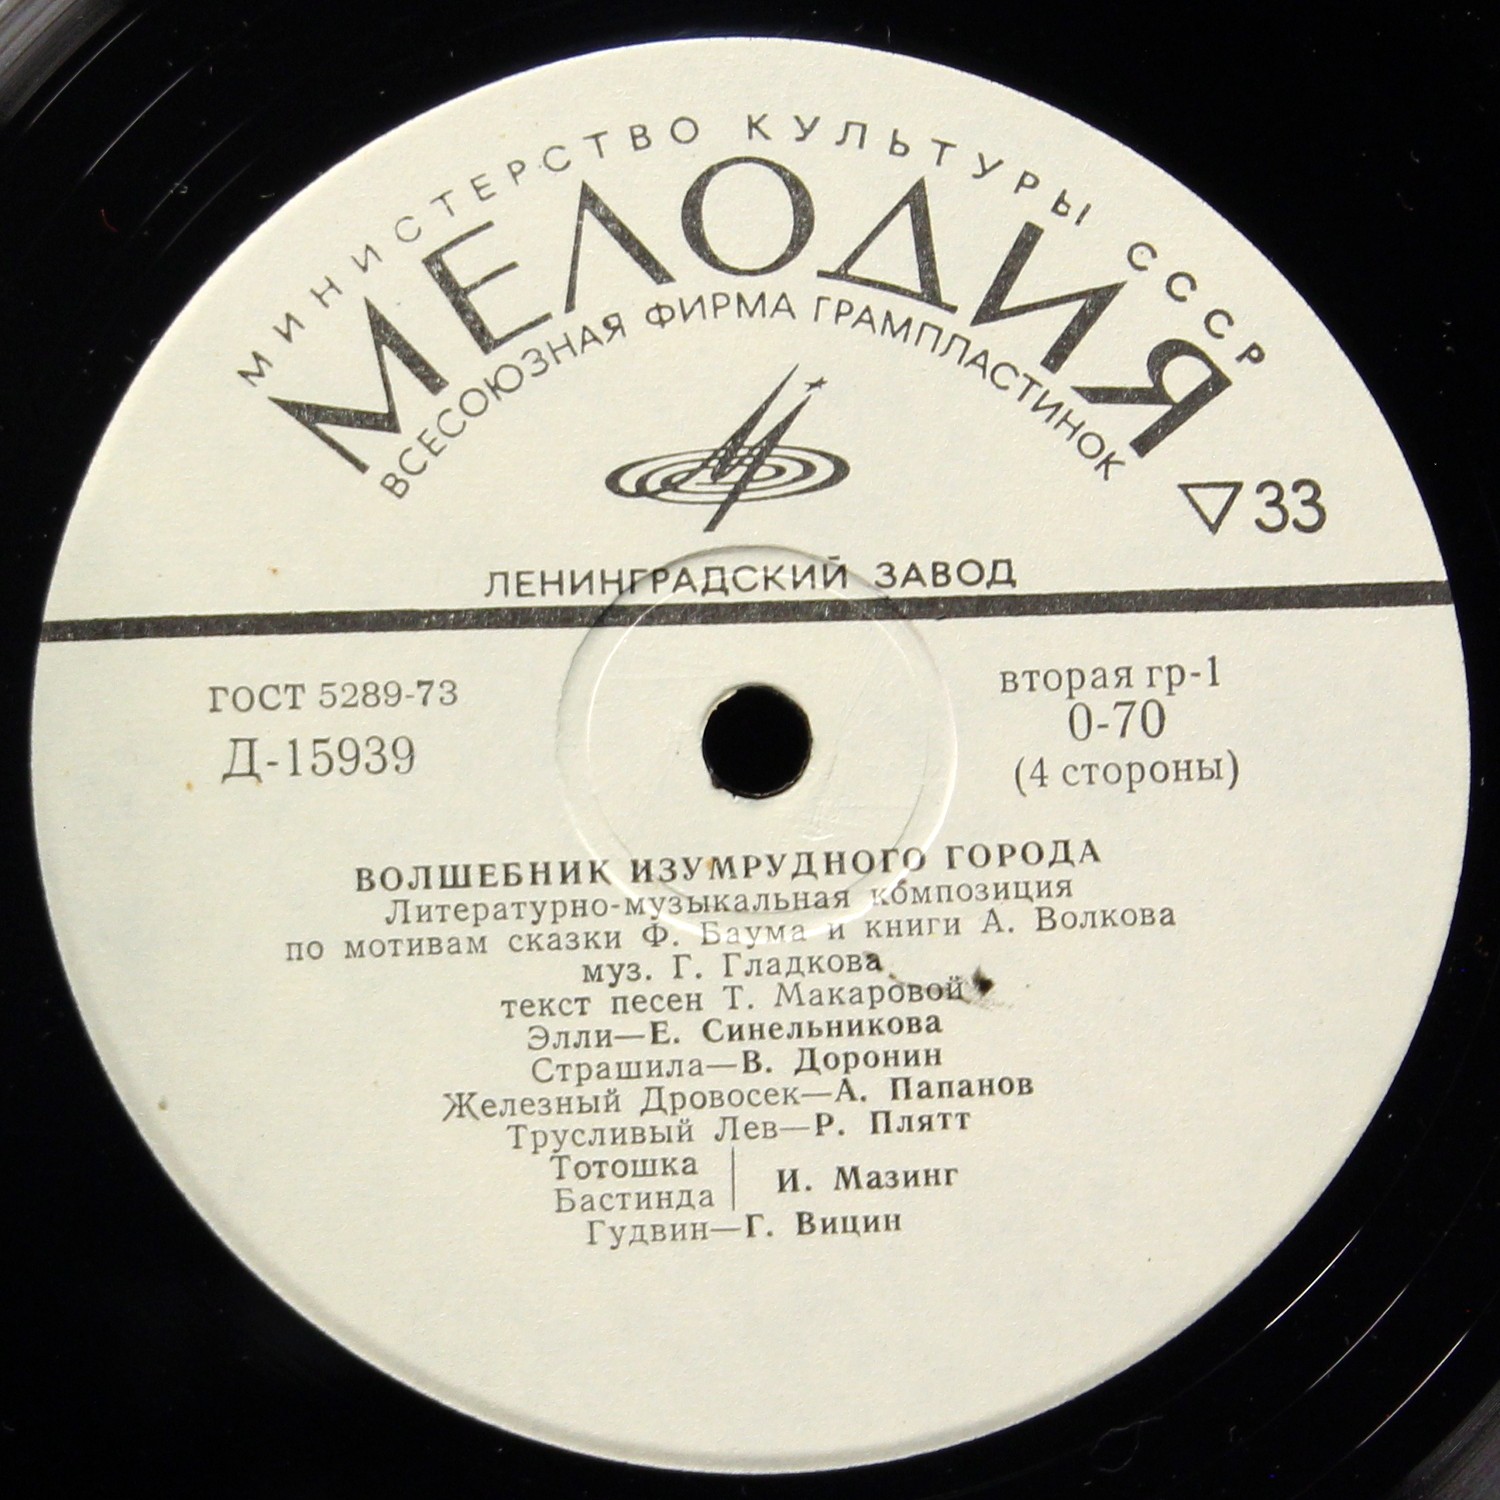 МИНИСТЕРСТВО КУЛЬТУРЫ СССР
МЕЛОДИЯ
ВСЕСОЮЗНАЯ ФИРМА ГРАМПЛАСТИНОК
▽33
ЛЕНИНГРАДСКИЙ ЗАВОД
ГОСТ 5289-73
Д-15939
вторая гр-1
0-70
(4 стороны)
ВОЛШЕБНИК ИЗУМРУДНОГО ГОРОДА
Литературно-музыкальная композиция
по мотивам сказки Ф. Баума и книги А. Волкова
муз. Г. Гладкова
текст песен Т. Макаровой
Элли—Е. Синельникова
Страшила—В. Доронин
Железный Дровосек—А. Папанов
Трусливый Лев—Р. Плятт
Тотошка
Бастинда
И. Мазинг
Гудвин—Г. Вицин